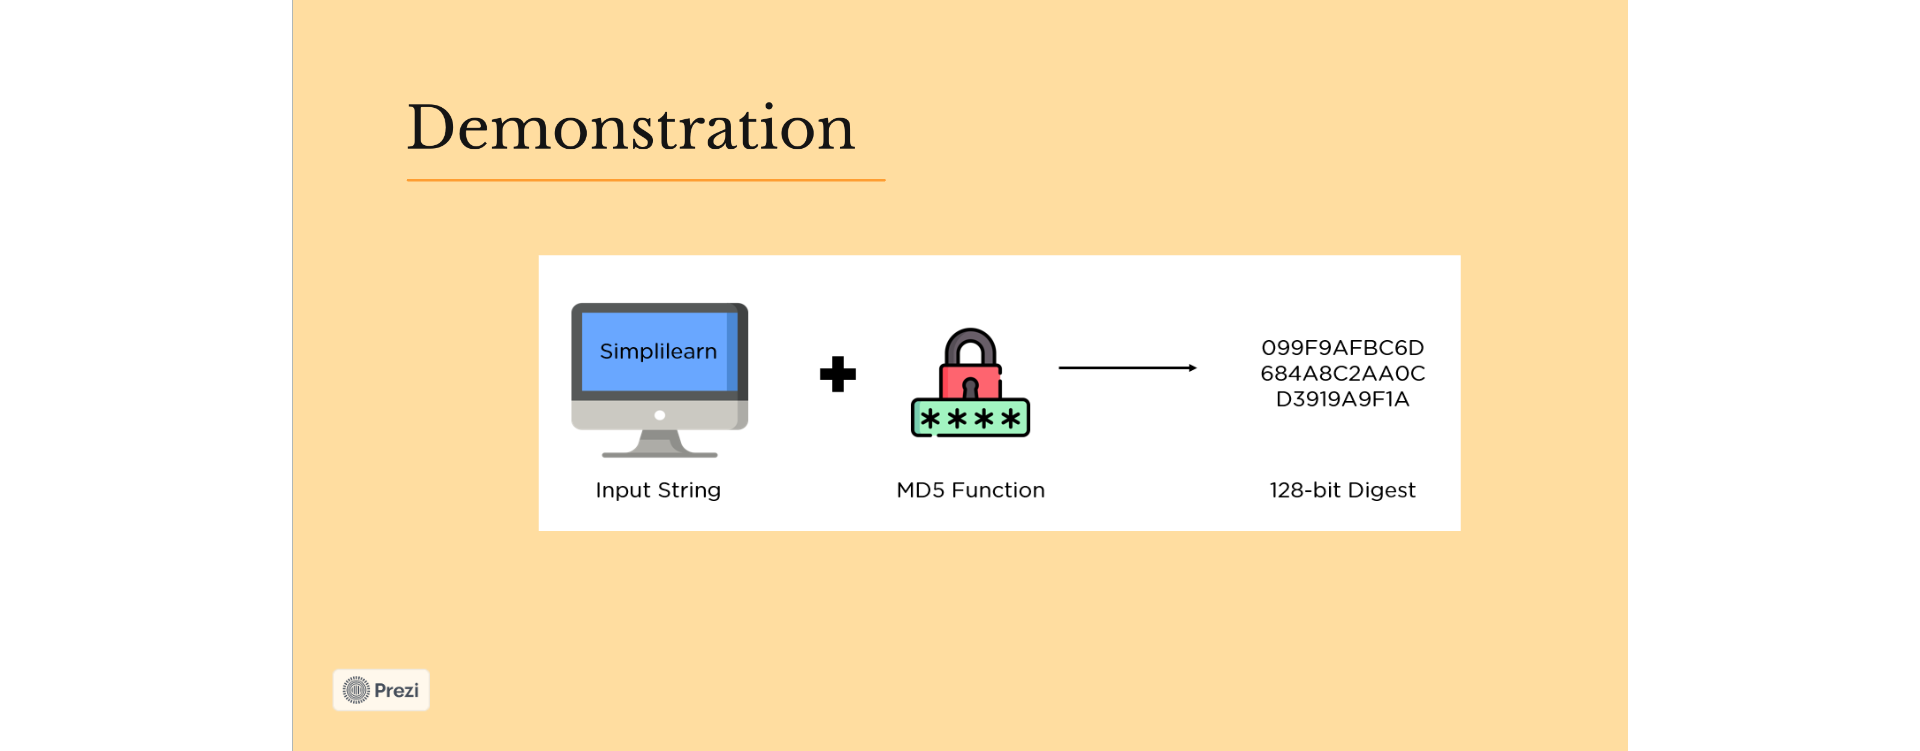 Demonstration
Simplilearn
099F9AFBC6D
684A8C2AA0C
D3919A9F1A
****
Input String
MD5 Function
128-bit Digest
Prezi